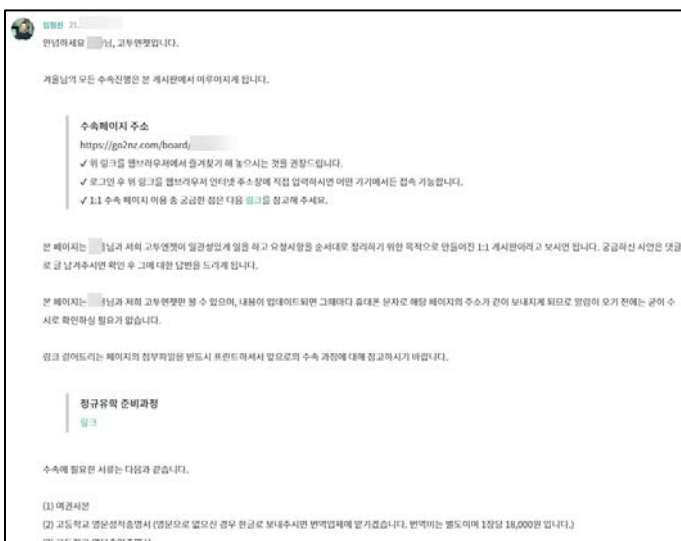 임형진 21.
안녕하세요 님, 고투엔젯입니다.
겨울님의 모든 수속진행은 본 게시판에서 이루어지게 됩니다.
수속페이지 주소
https://go2nz.com/board/
✓ 위 링크를 웹브라우저에서 즐겨찾기 해 놓으시는 것을 권장드립니다.
✓ 로그인 후 위 링크를 웹브라우저 인터넷 주소창에 직접 입력하시면 어떤 기기에서든 접속 가능합니다.
✓ 1:1 수속 페이지 이용 중 궁금한 점은 다음 링크를 참고해 주세요.
본 페이지는 님과 저희 고투엔젯이 일관성있게 일을 하고 요청사항을 순서대로 정리하기 위한 목적으로 만들어진 1:1 게시판이라고 보시면 됩니다. 궁금하신 사안은 댓글
로 글 남겨주시면 확인 후 그에 대한 답변을 드리게 됩니다.
본 페이지는 님과 저희 고투엔젯만 볼 수 있으며, 내용이 업데이트되면 그때마다 휴대폰 문자로 해당 페이지의 주소가 같이 보내지게 되므로 알람이 오기 전에는 굳이 수
시로 확인하실 필요가 없습니다.
링크 걸어드리는 페이지의 첨부파일을 반드시 프린트하셔서 앞으로의 수속 과정에 대해 참고하시기 바랍니다.
정규유학 준비과정
링크
수속에 필요한 서류는 다음과 같습니다.
(1) 여권사본
(2) 고등학교 영문성적증명서 (영문으로 없으신 경우 한글로 보내주시면 번역업체에 맡기겠습니다. 번역비는 별도이며 1장당 18,000원 입니다.)